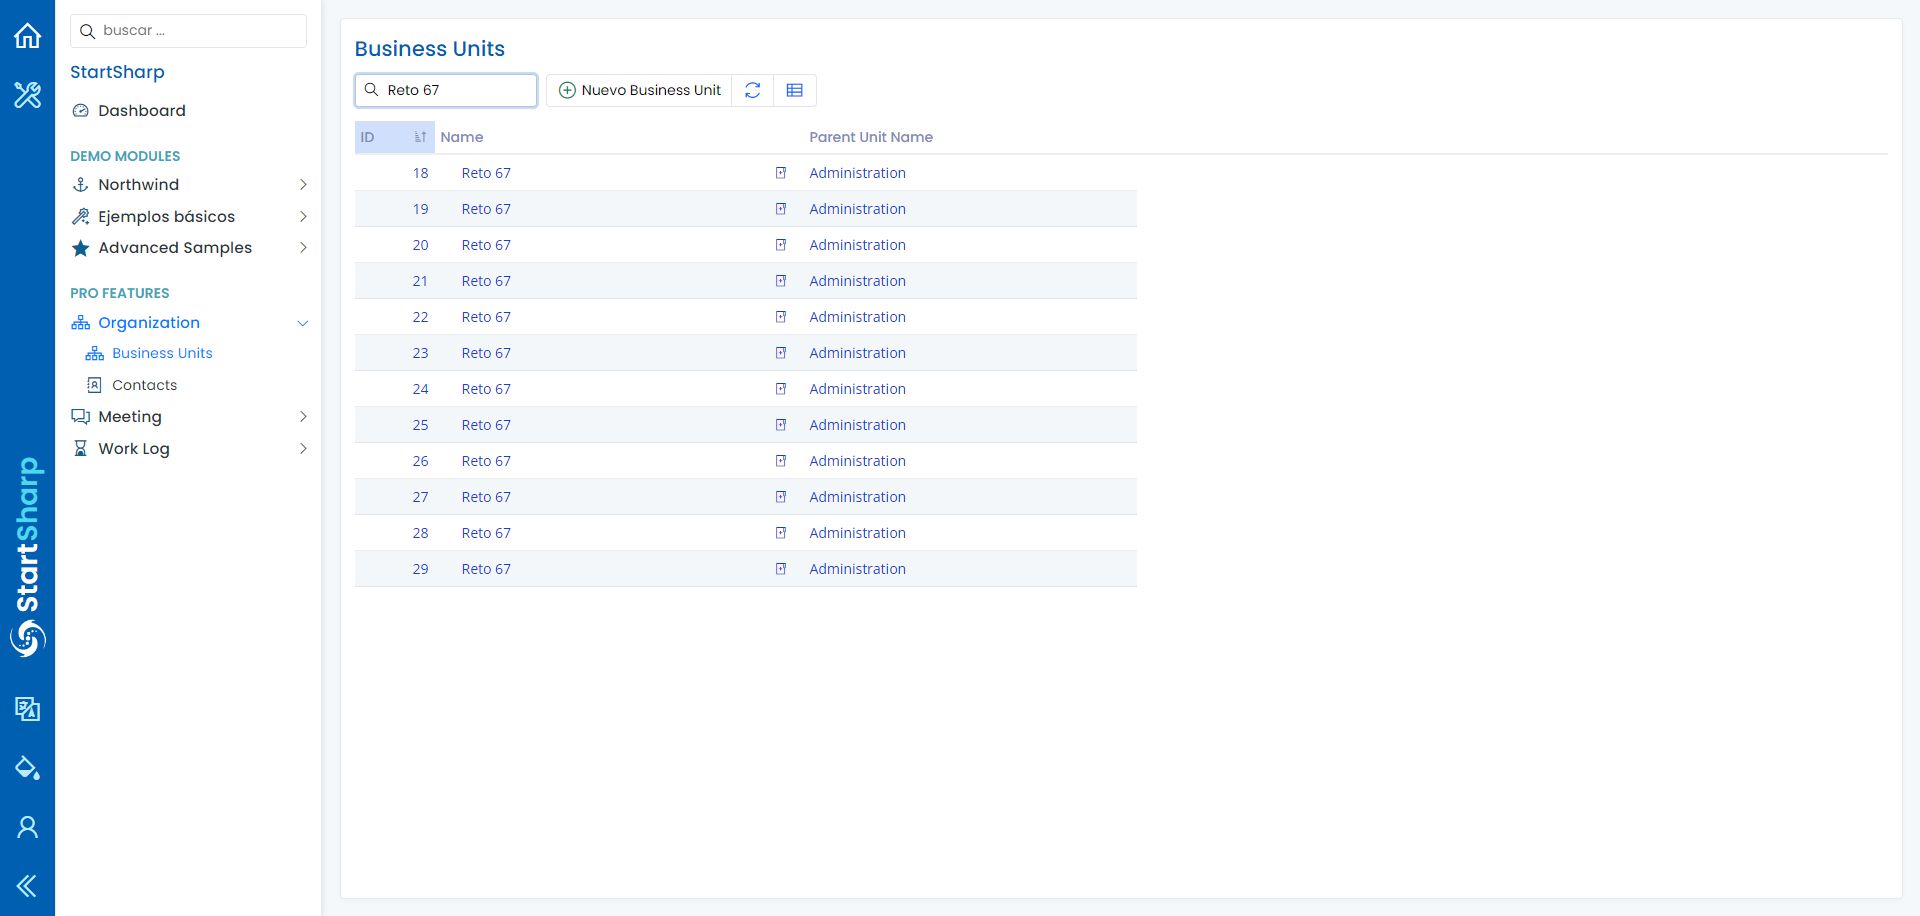 buscar ...
StartSharp
Dashboard
DEMO MODULES
Northwind
Ejemplos básicos
Advanced Samples
PRO FEATURES
Organization
Business Units
Contacts
Meeting
Work Log
StartSharp
Business Units
Reto 67
Nuevo Business Unit
ID Name Parent Unit Name
18 Reto 67 Administration
19 Reto 67 Administration
20 Reto 67 Administration
21 Reto 67 Administration
22 Reto 67 Administration
23 Reto 67 Administration
24 Reto 67 Administration
25 Reto 67 Administration
26 Reto 67 Administration
27 Reto 67 Administration
28 Reto 67 Administration
29 Reto 67 Administration